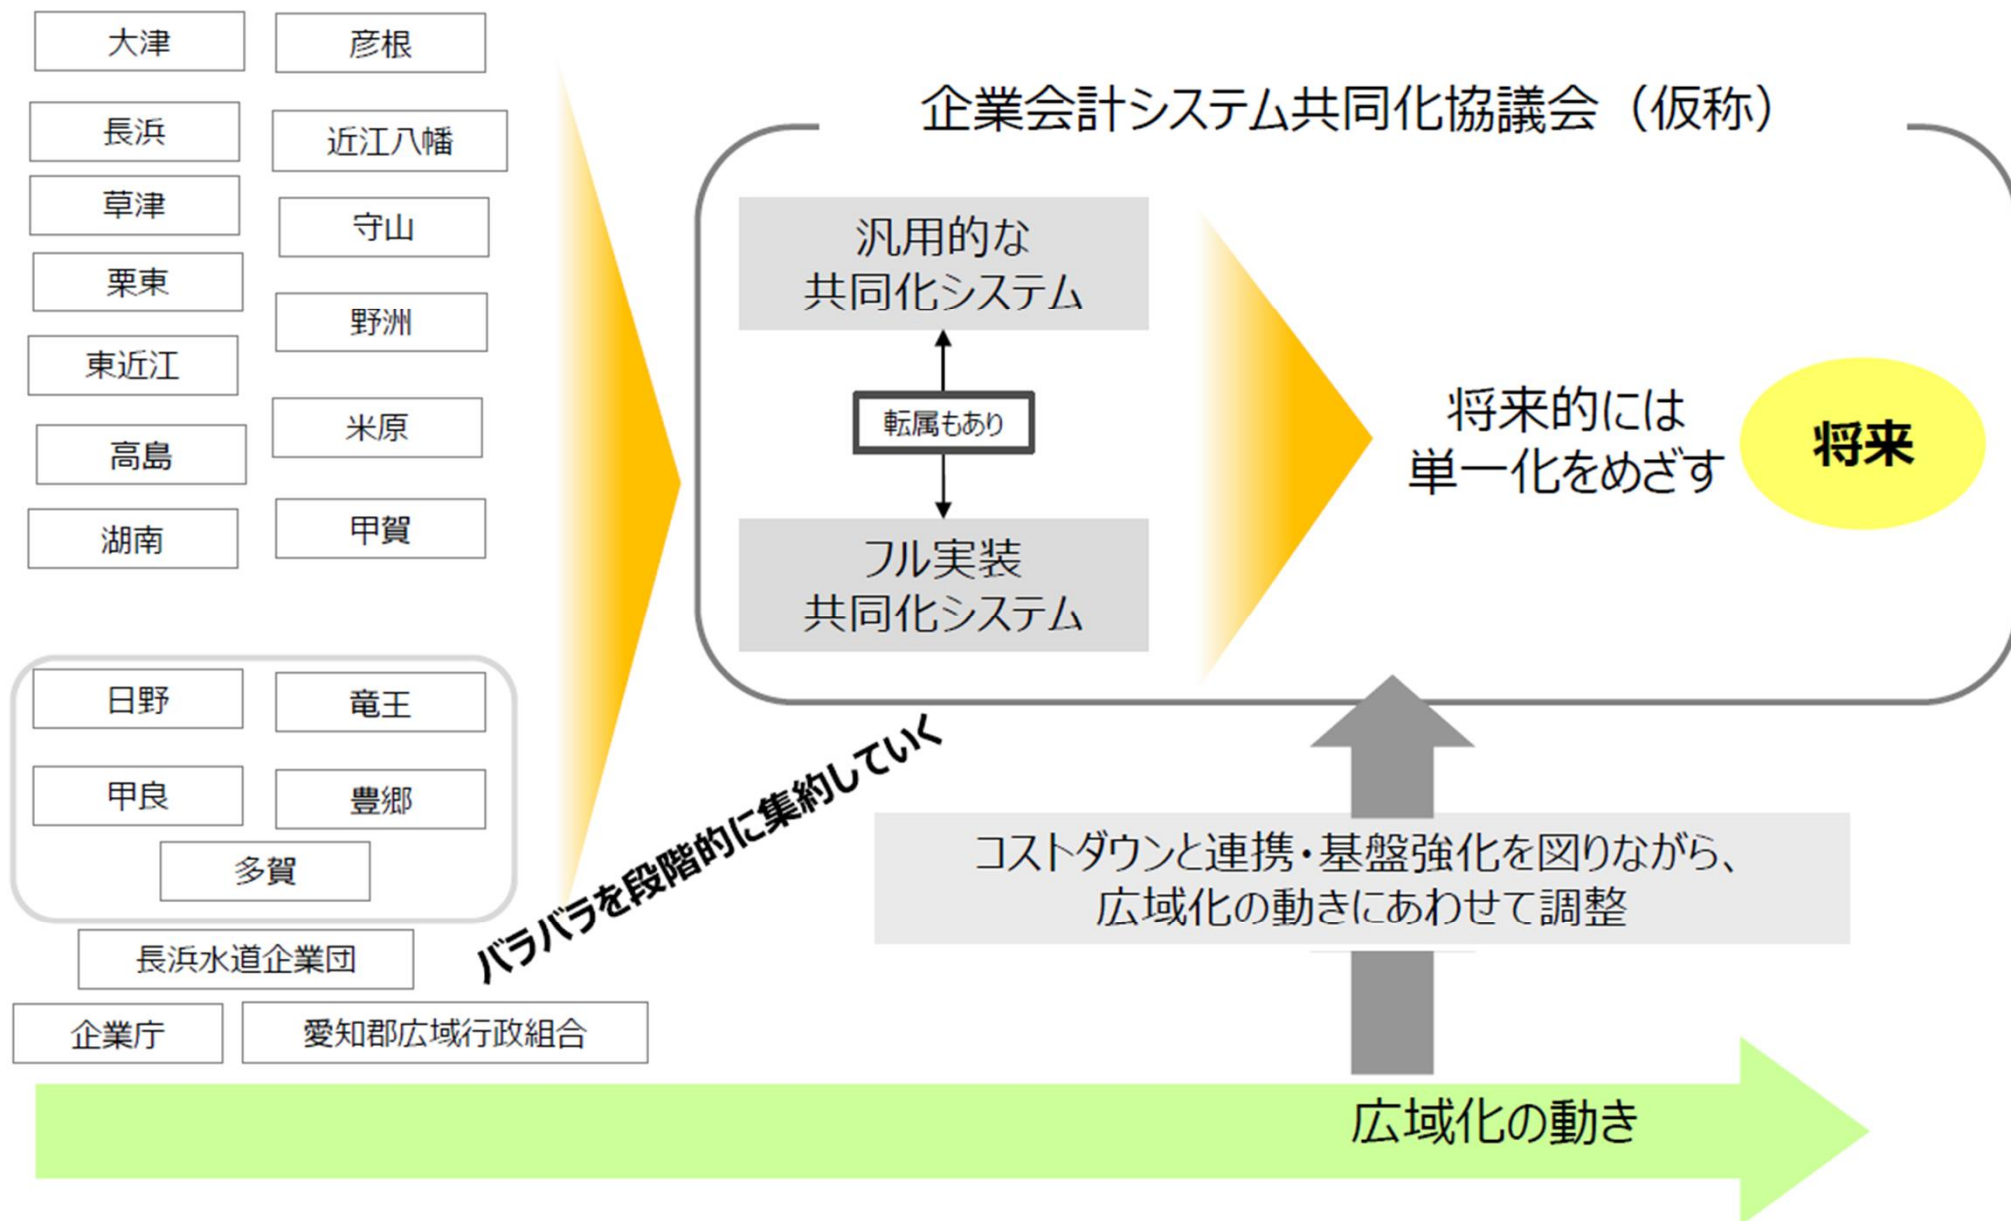 大津
彦根
長浜
近江八幡
草津
守山
栗東
野洲
東近江
米原
高島
甲賀
湖南
日野
竜王
甲良
豊郷
多賀
長浜水道企業団
企業庁
愛知郡広域行政組合
バラバラを段階的に集約していく
企業会計システム共同化協議会（仮称）
汎用的な
共同化システム
転属もあり
フル実装
共同化システム
将来的には
単一化をめざす
将来
コストダウンと連携・基盤強化を図りながら、
広域化の動きにあわせて調整
広域化の動き